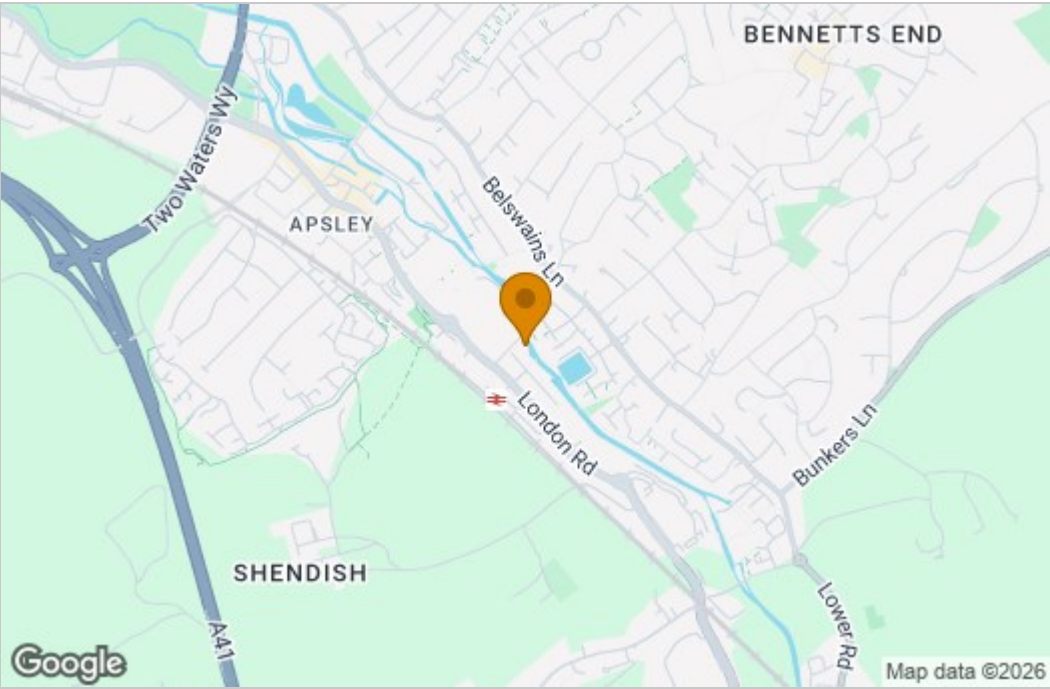 BENNETTS END
Two Waters Wy
Belswains Ln
APSLEY
London Rd
Bunkers Ln
SHENDISH
A41
Lower Rd
Google
Map data ©2026